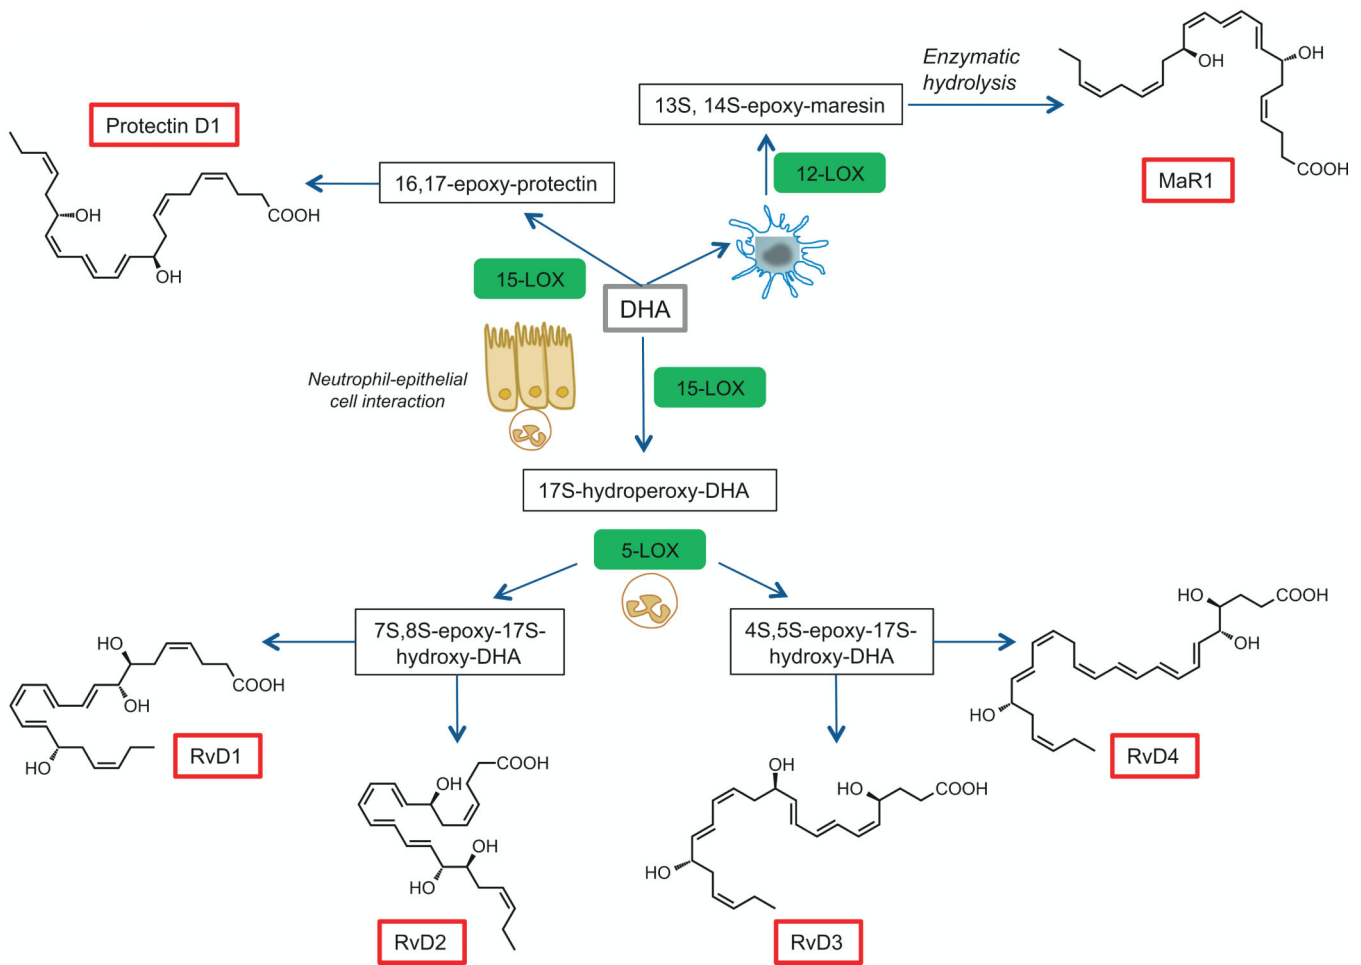 Enzymatic
hydrolysis
OH
OH
COOH
MaR1
13S, 14S-epoxy-maresin
12-LOX
Protectin D1
16,17-epoxy-protectin
COOH
OH
OH
15-LOX
DHA
Neutrophil-epithelial
cell interaction
15-LOX
17S-hydroperoxy-DHA
5-LOX
7S,8S-epoxy-17S-
hydroxy-DHA
4S,5S-epoxy-17S-
hydroxy-DHA
HO
COOH
OH
HO
RvD1
COOH
OH
OH
HO
RvD2
OH
HO
COOH
HO
RvD3
HO
COOH
OH
HO
RvD4